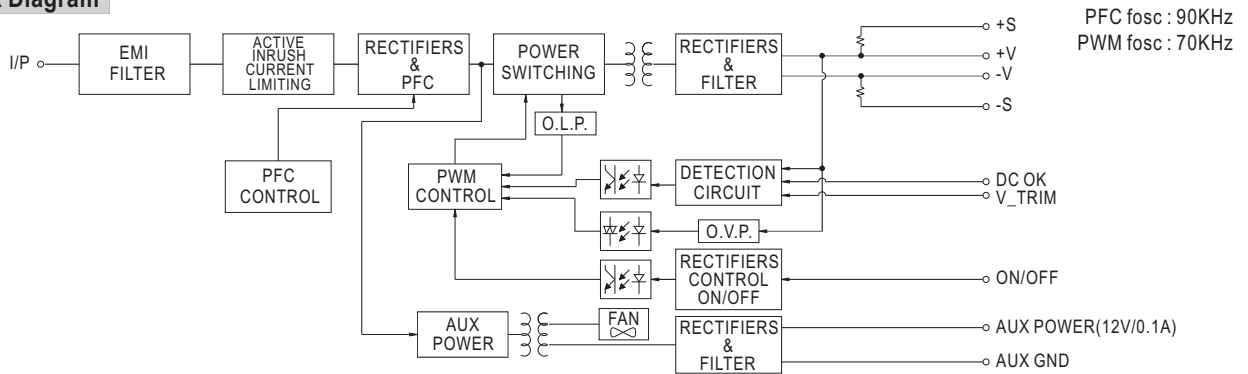 Diagram
PFC fosc : 90KHz
PWM fosc : 70KHz
I/P
EMI
FILTER
ACTIVE
INRUSH
CURRENT
LIMITING
RECTIFIERS
&
PFC
POWER
SWITCHING
RECTIFIERS
&
FILTER
+S
+V
-V
-S
O.L.P.
PFC
CONTROL
PWM
CONTROL
DETECTION
CIRCUIT
DC OK
V_TRIM
O.V.P.
RECTIFIERS
CONTROL
ON/OFF
ON/OFF
AUX
POWER
FAN
RECTIFIERS
&
FILTER
AUX POWER(12V/0.1A)
AUX GND